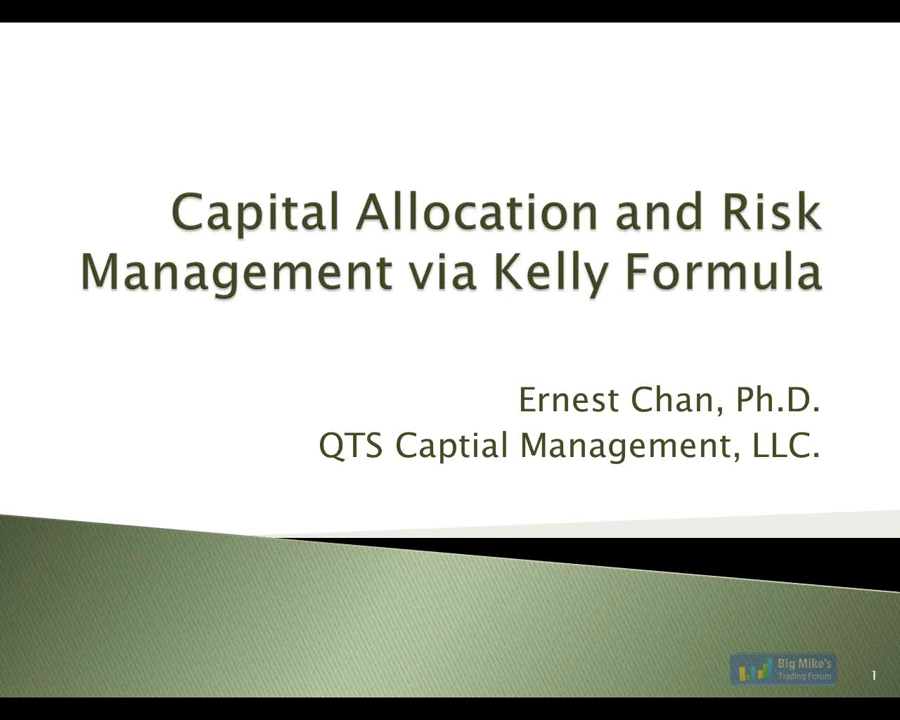 Capital Allocation and Risk
Management via Kelly Formula
Ernest Chan, Ph.D.
QTS Captial Management, LLC.
Big Mike's
Trading Forum
1